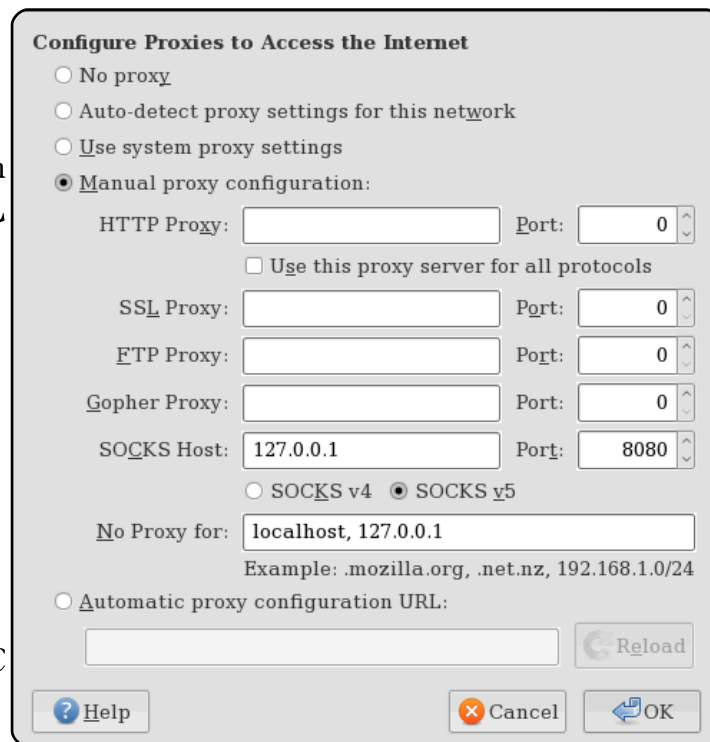 Configure Proxies to Access the Internet
No proxy
Auto-detect proxy settings for this network
Use system proxy settings
Manual proxy configuration:
HTTP Proxy: Port: 0
Use this proxy server for all protocols
SSL Proxy: Port: 0
FTP Proxy: Port: 0
Gopher Proxy: Port: 0
SOCKS Host: 127.0.0.1 Port: 8080
SOCKS v4 SOCKS v5
No Proxy for: localhost, 127.0.0.1
Example: .mozilla.org, .net.nz, 192.168.1.0/24
Automatic proxy configuration URL:
Reload
Help Cancel OK